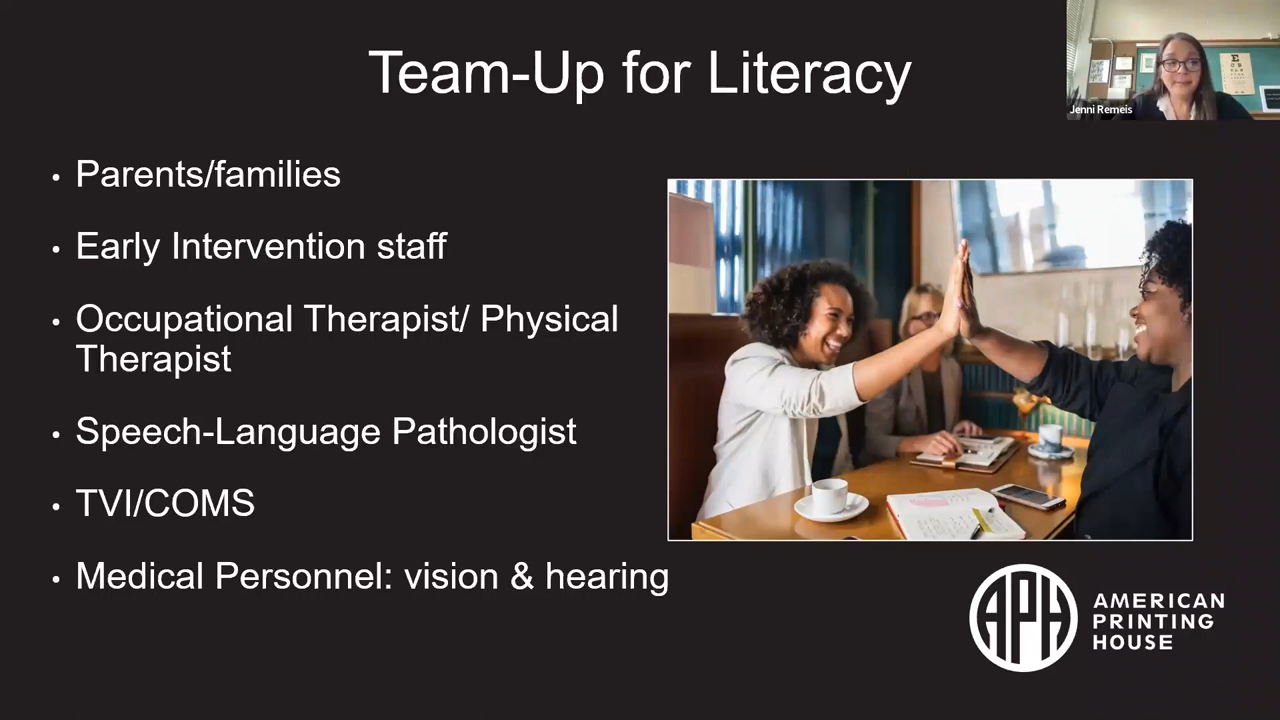 Team-Up for Literacy
Jenni Remeis
• Parents/families
• Early Intervention staff
• Occupational Therapist/ Physical
Therapist
• Speech-Language Pathologist
• TVI/COMS
• Medical Personnel: vision & hearing
APH
AMERICAN
PRINTING
HOUSE
E